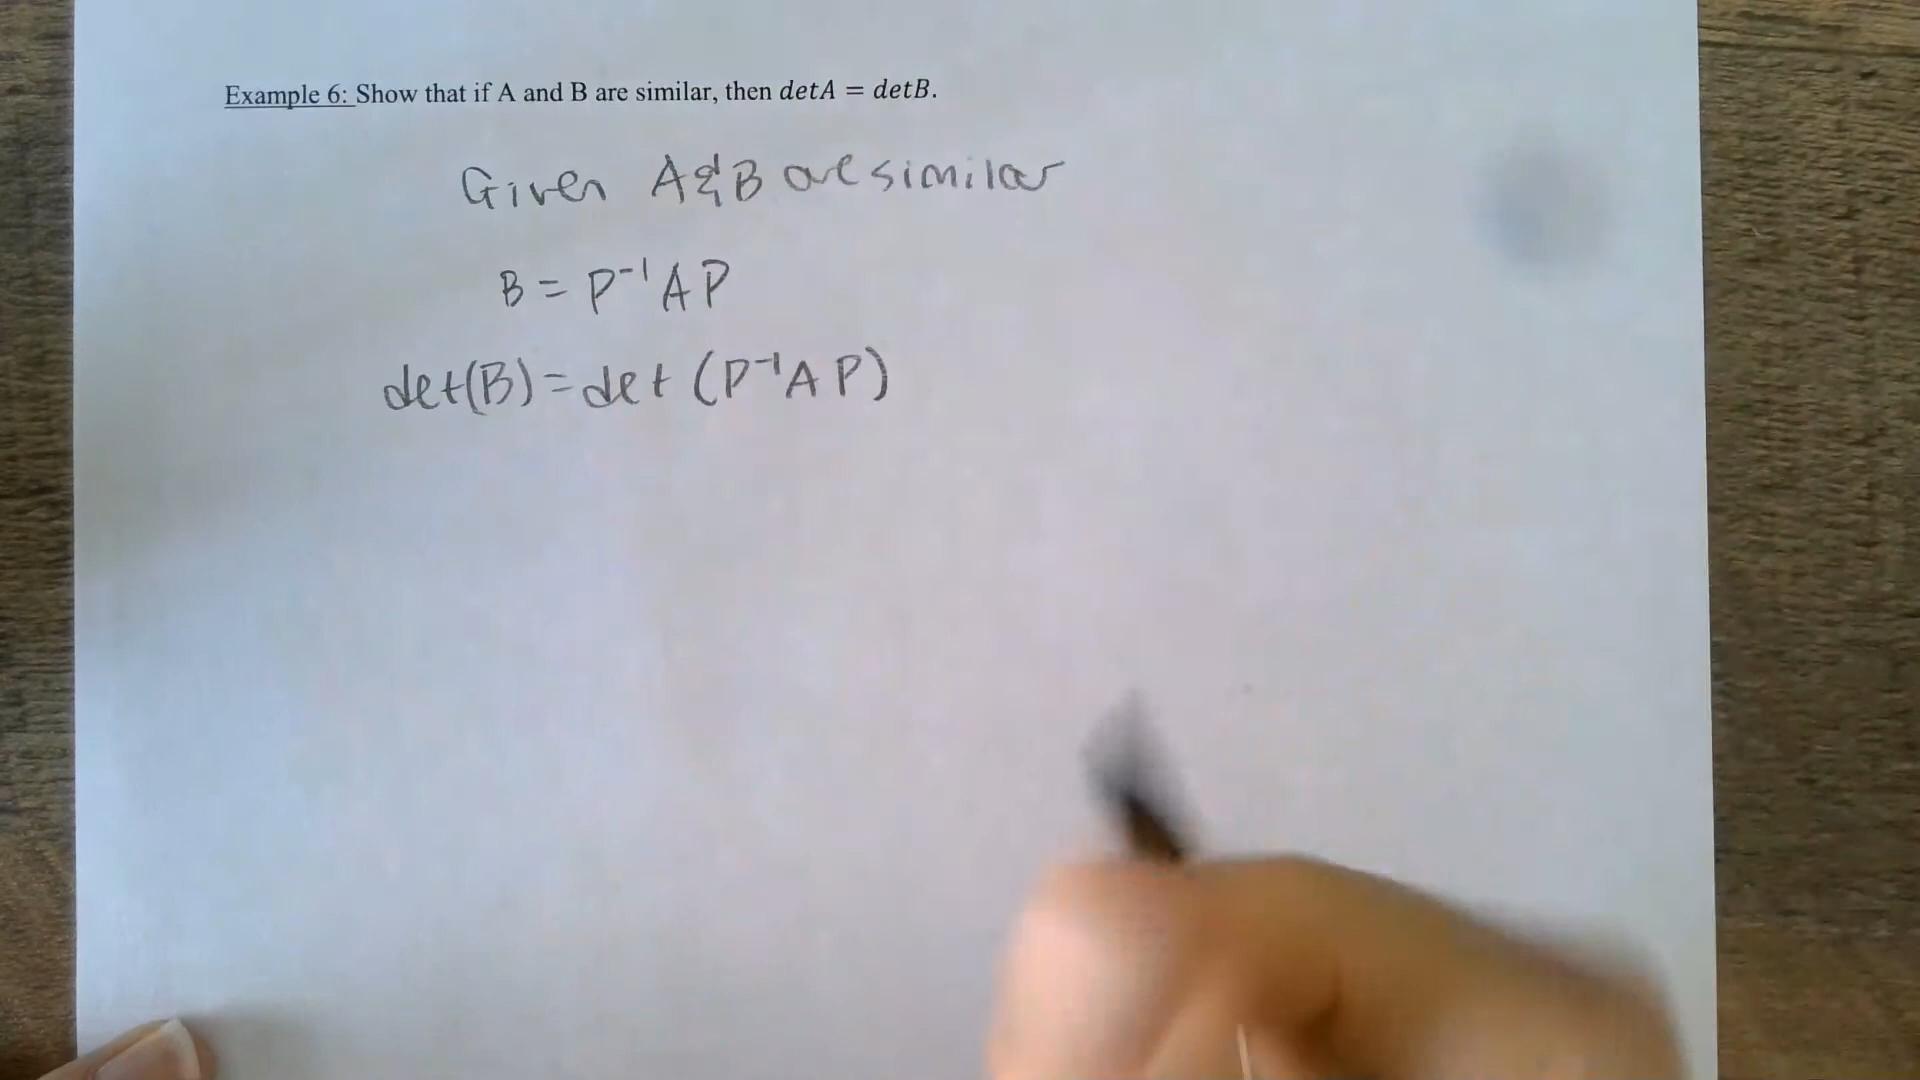 Example 6: Show that if A and B are similar, then detA = detB.
Given A & B are similar
B = P⁻¹AP
det(B) = det (P⁻¹AP)